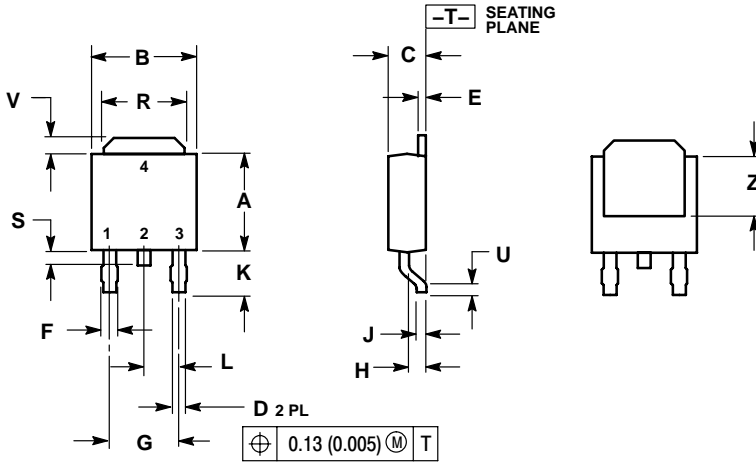 –T– SEATING
PLANE
B
C
V
R
E
4
Z
A
S
1 2 3
U
K
F
J
L
H
D 2 PL
G
⌖ 0.13 (0.005) Ⓜ T